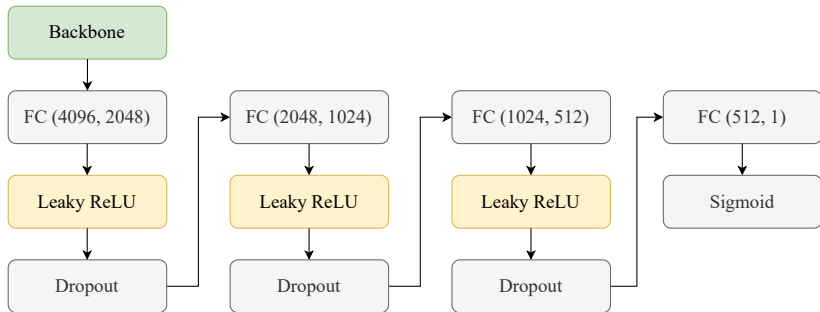 Backbone
FC (4096, 2048)
Leaky ReLU
Dropout
FC (2048, 1024)
Leaky ReLU
Dropout
FC (1024, 512)
Leaky ReLU
Dropout
FC (512, 1)
Sigmoid